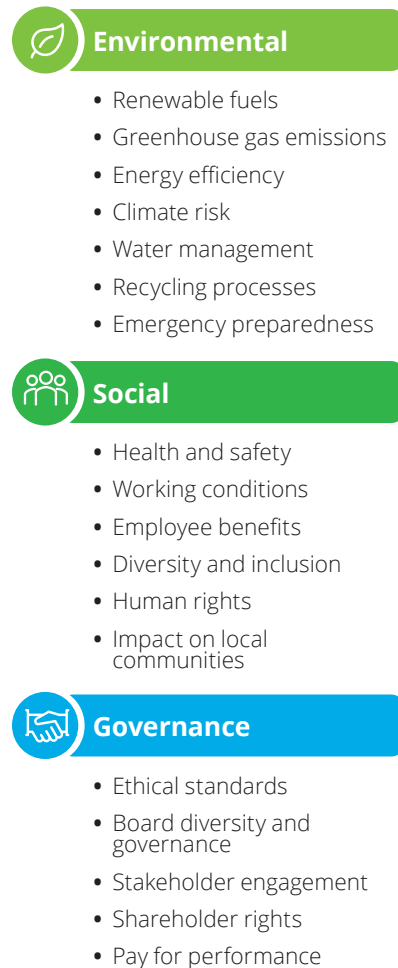 Environmental
• Renewable fuels
• Greenhouse gas emissions
• Energy efficiency
• Climate risk
• Water management
• Recycling processes
• Emergency preparedness
Social
• Health and safety
• Working conditions
• Employee benefits
• Diversity and inclusion
• Human rights
• Impact on local
communities
Governance
• Ethical standards
• Board diversity and
governance
• Stakeholder engagement
• Shareholder rights
• Pay for performance